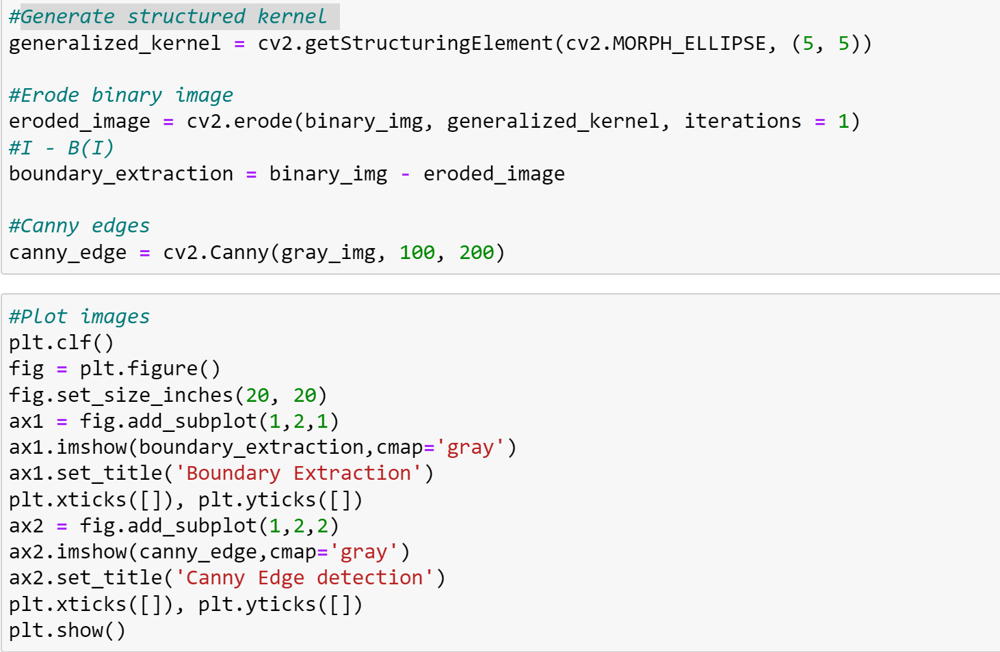 #Generate structured kernel
generalized_kernel = cv2.getStructuringElement(cv2.MORPH_ELLIPSE, (5, 5))
#Erode binary image
eroded_image = cv2.erode(binary_img, generalized_kernel, iterations = 1)
#I - B(I)
boundary_extraction = binary_img - eroded_image
#Canny edges
canny_edge = cv2.Canny(gray_img, 100, 200)
#Plot images
plt.clf()
fig = plt.figure()
fig.set_size_inches(20, 20)
ax1 = fig.add_subplot(1,2,1)
ax1.imshow(boundary_extraction,cmap='gray')
ax1.set_title('Boundary Extraction')
plt.xticks([]), plt.yticks([])
ax2 = fig.add_subplot(1,2,2)
ax2.imshow(canny_edge,cmap='gray')
ax2.set_title('Canny Edge detection')
plt.xticks([]), plt.yticks([])
plt.show()